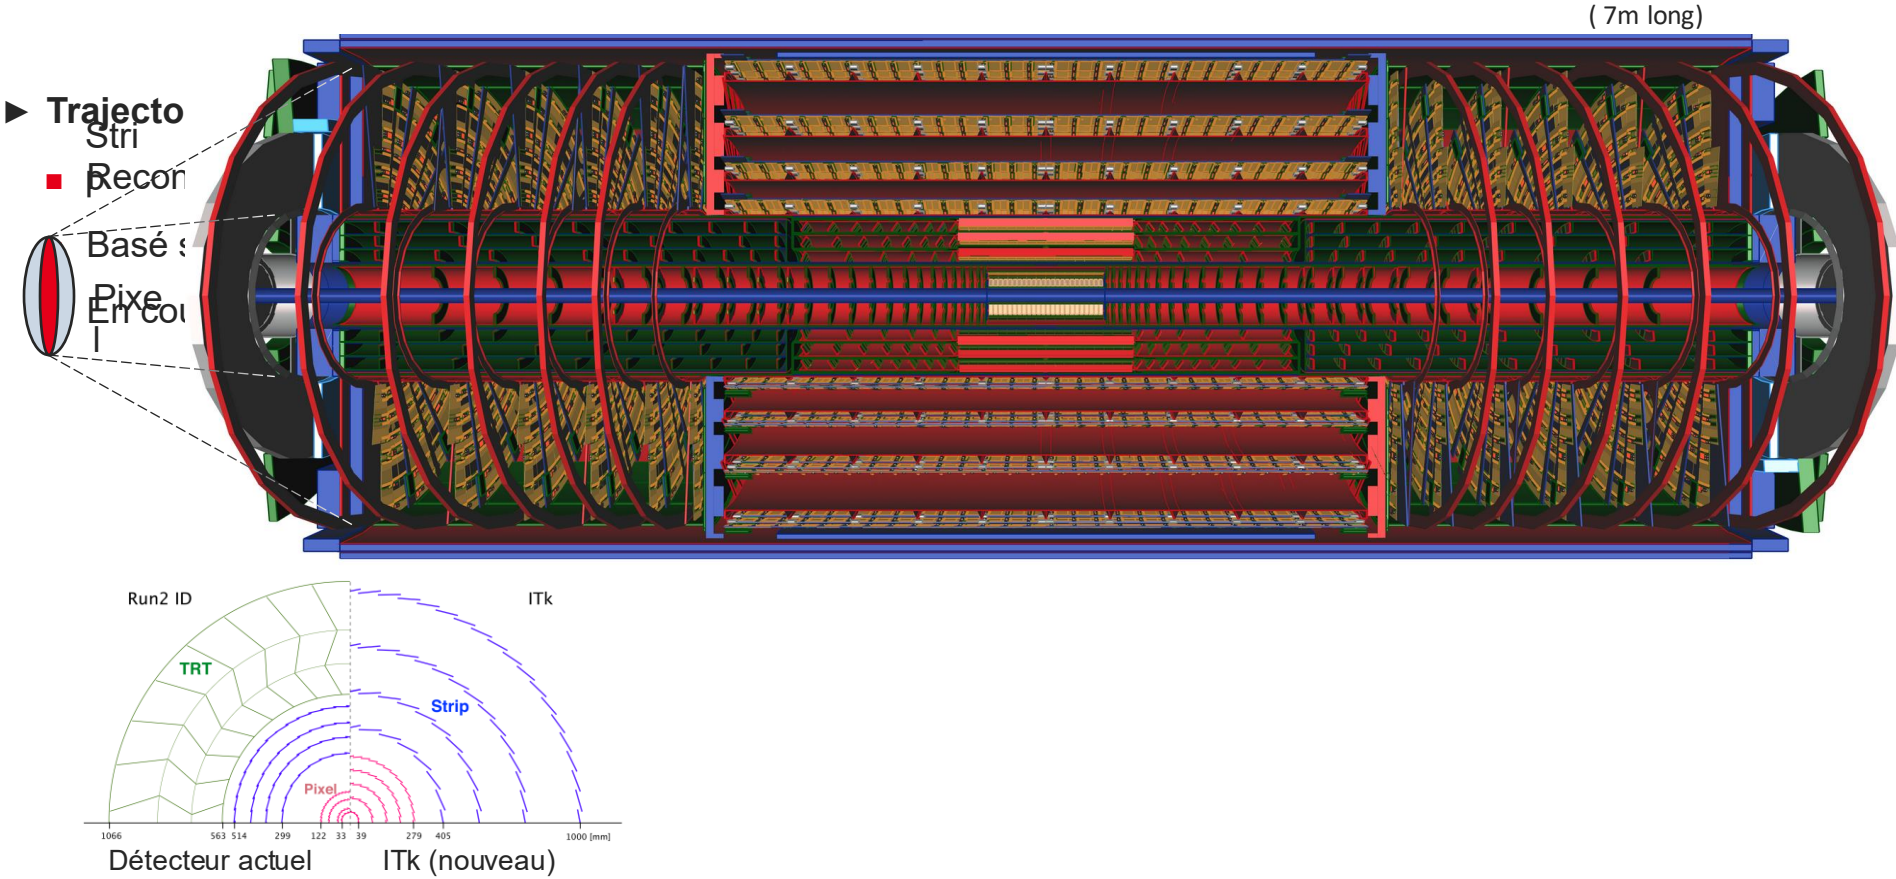 ( 7m long)
► Trajecto
Stri
p
Recon
Basé s
Pixe
l
En cou
Run2 ID
ITk
TRT
Strip
Pixel
1066 563 514 299 122 33 39 279 405 1000 [mm]
Détecteur actuel
ITk (nouveau)